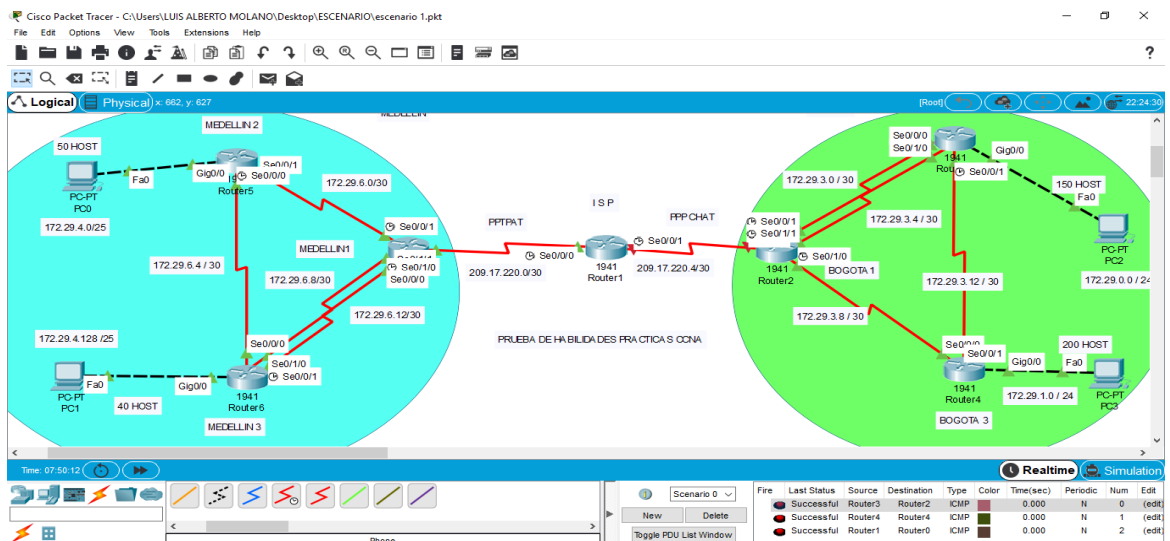 Cisco Packet Tracer - C:\Users\LUIS ALBERTO MOLANO\Desktop\ESCENARIO\escenario 1.pkt
File Edit Options View Tools Extensions Help
?
Logical Physical x: 662, y: 627 [Root] 22:24:30
MEDELLIN 2
50 HOST
Fa0
Gig0/0
Se0/0/1
Se0/0/0
Router5
PC-PT
PC0
172.29.4.0/25
172.29.6.0/30
Se0/0/1
MEDELLIN1
Se0/1/0
Se0/0/0
172.29.6.4 / 30
172.29.6.8/30
172.29.6.12/30
172.29.4.128 /25
Se0/0/0
Se0/1/0
Se0/0/1
Fa0
Gig0/0
PC-PT
PC1
40 HOST
1941
Router6
MEDELLIN 3
PPTPAT
I S P
PPP CHAT
Se0/0/0
Se0/0/1
209.17.220.0/30
1941
Router1
209.17.220.4/30
PRUEBA DE HABILIDADES PRACTICAS CCNA
Se0/0/0
Se0/1/0
1941
Se0/0/1
Gig0/0
150 HOST
Fa0
PC-PT
PC2
172.29.0.0 / 24
172.29.3.0 / 30
172.29.3.4 / 30
Se0/0/1
Se0/1/1
Se0/1/0
1941
Router2
BOGOTA 1
172.29.3.12 / 30
172.29.3.8 / 30
Se0/0/0
Se0/0/1
Gig0/0
200 HOST
Fa0
1941
Router4
172.29.1.0 / 24
PC-PT
PC3
BOGOTA 3
Time: 07:50:12 Realtime Simulation
Scenario 0
New Delete
Toggle PDU List Window
Fire Last Status Source Destination Type Color Time(sec) Periodic Num Edit
Successful Router3 Router2 ICMP 0.000 N 0 (edit
Successful Router4 Router4 ICMP 0.000 N 1 (edit
Successful Router1 Router0 ICMP 0.000 N 2 (edit